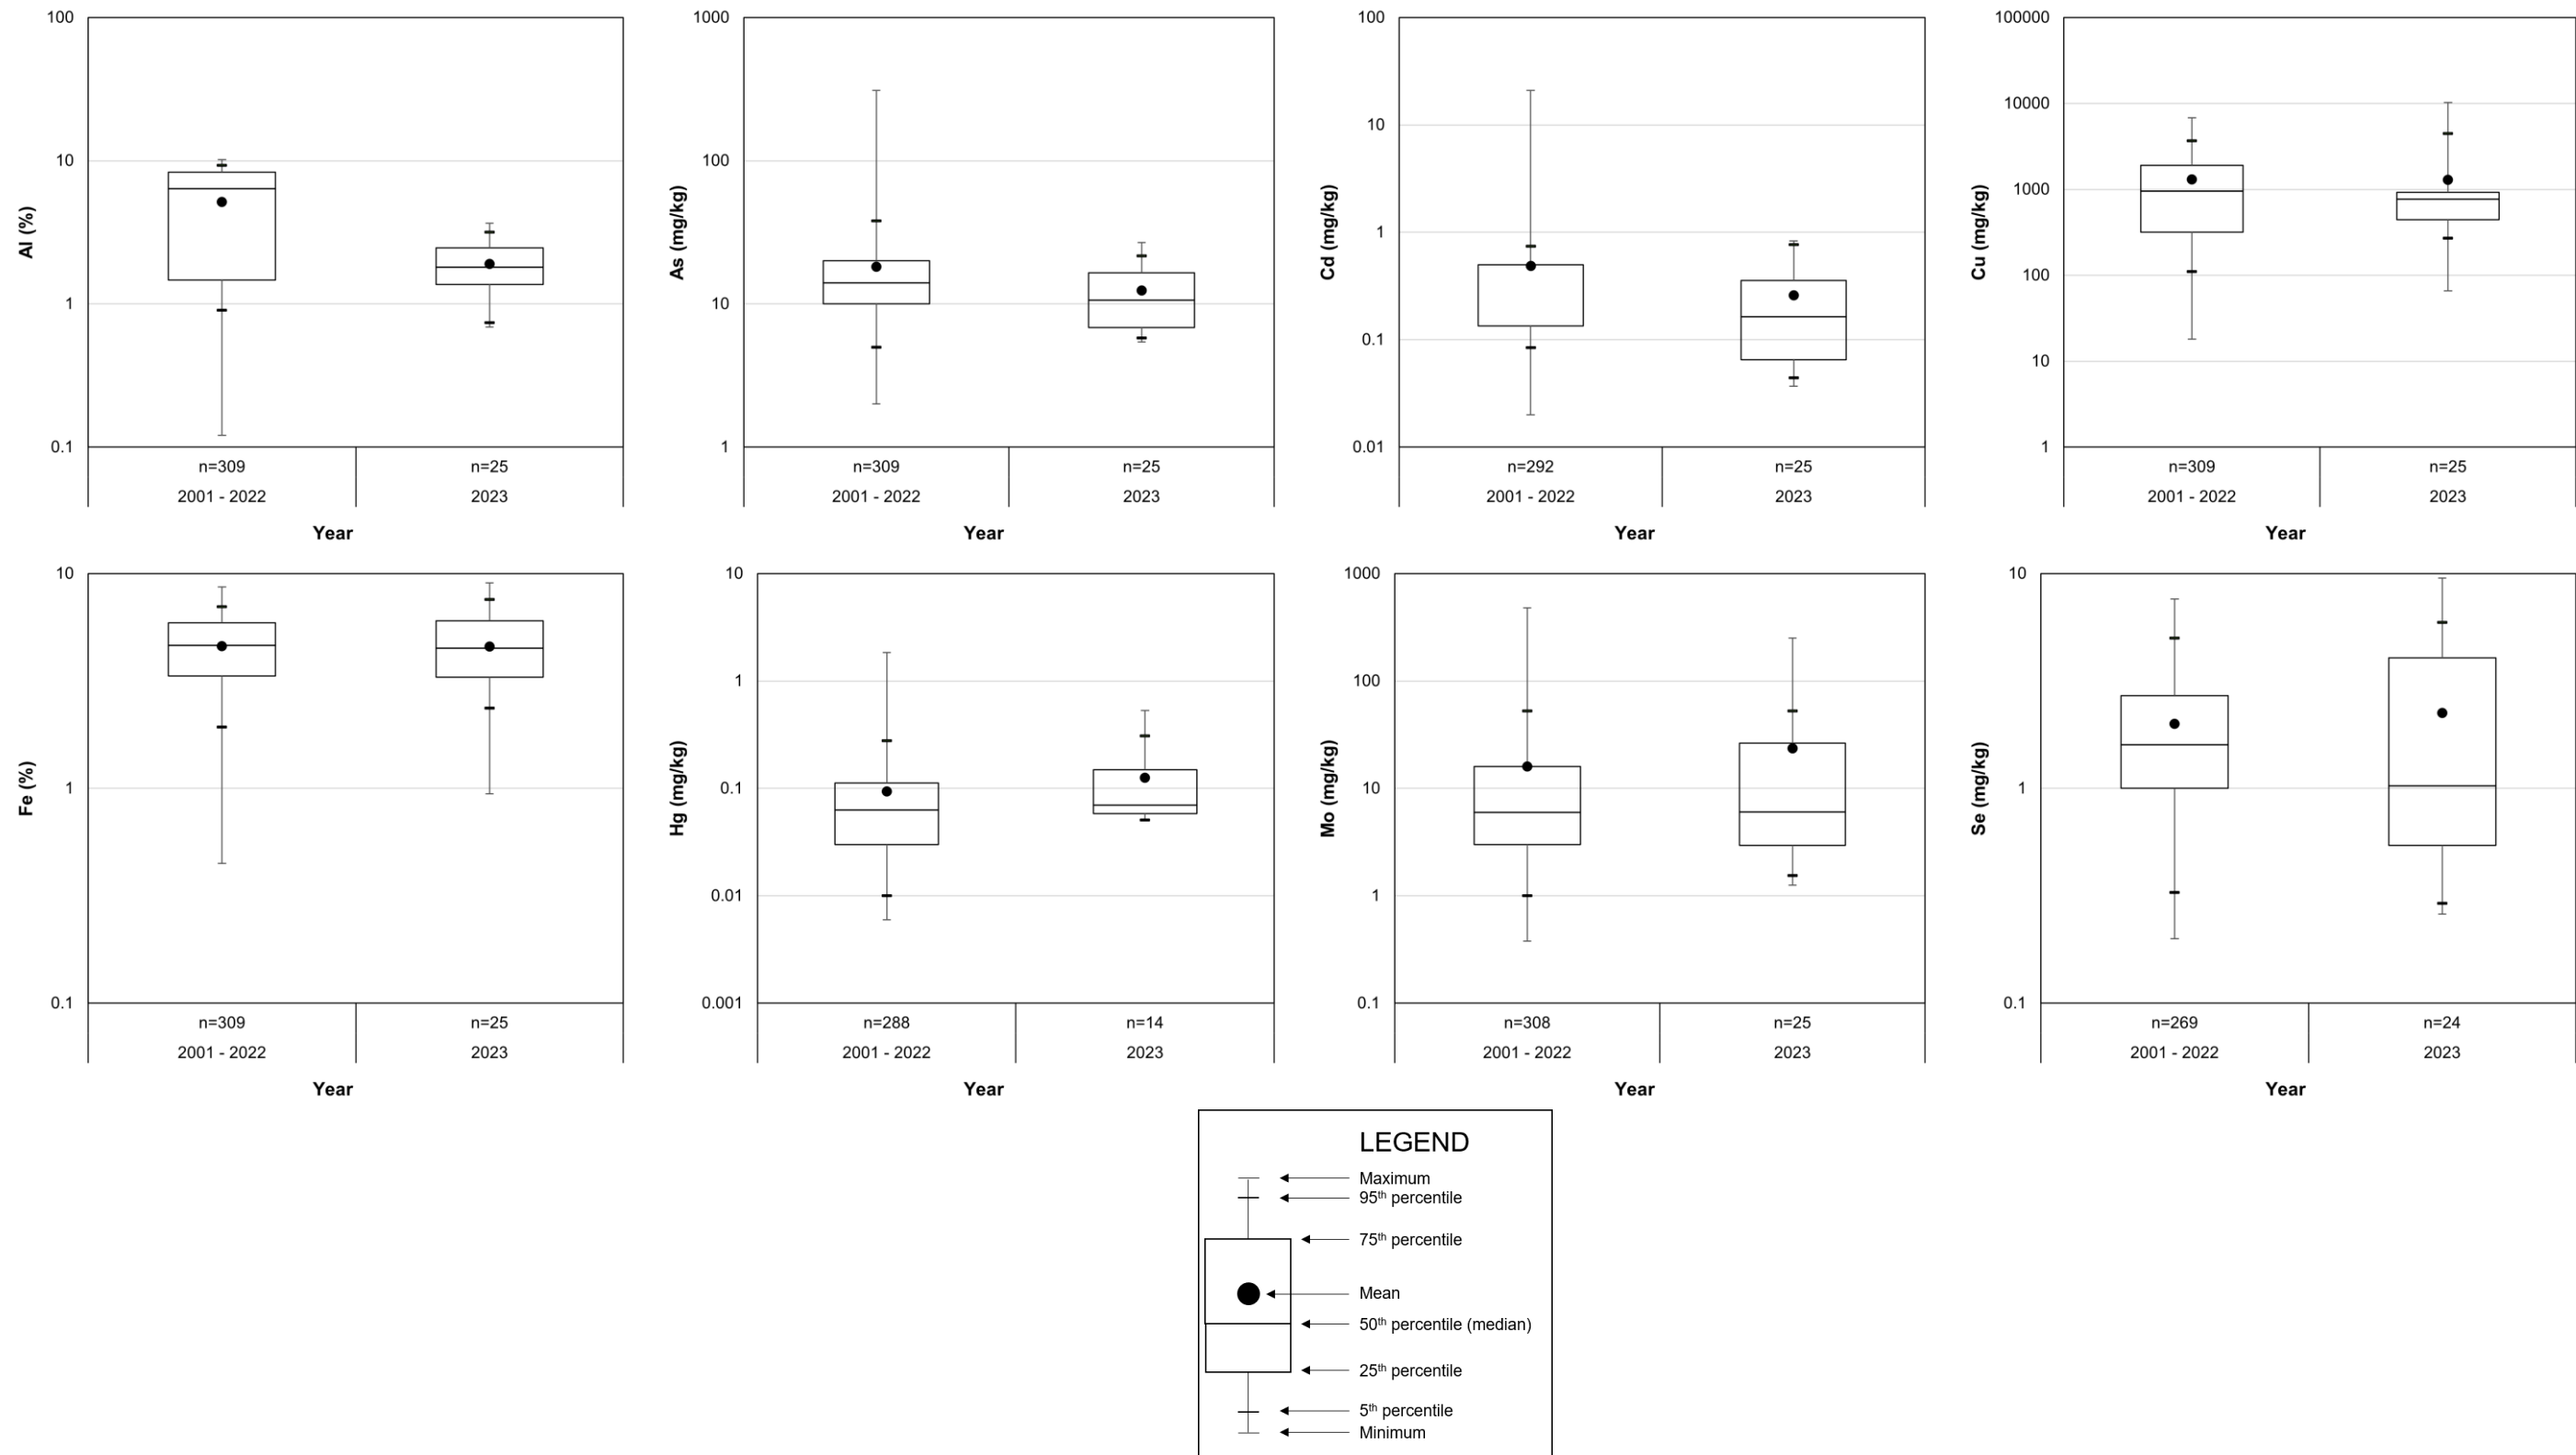 100
10
1
0.1
Al (%)
n=309
n=25
2001 - 2022
2023
Year
1000
100
10
1
As (mg/kg)
n=309
n=25
2001 - 2022
2023
Year
100
10
1
0.1
0.01
Cd (mg/kg)
n=292
n=25
2001 - 2022
2023
Year
100000
10000
1000
100
10
1
Cu (mg/kg)
n=309
n=25
2001 - 2022
2023
Year
10
1
0.1
Fe (%)
n=309
n=25
2001 - 2022
2023
Year
10
1
0.1
0.01
0.001
Hg (mg/kg)
n=288
n=14
2001 - 2022
2023
Year
1000
100
10
1
0.1
Mo (mg/kg)
n=308
n=25
2001 - 2022
2023
Year
10
1
0.1
Se (mg/kg)
n=269
n=24
2001 - 2022
2023
Year
LEGEND
Maximum
95th percentile
75th percentile
Mean
50th percentile (median)
25th percentile
5th percentile
Minimum